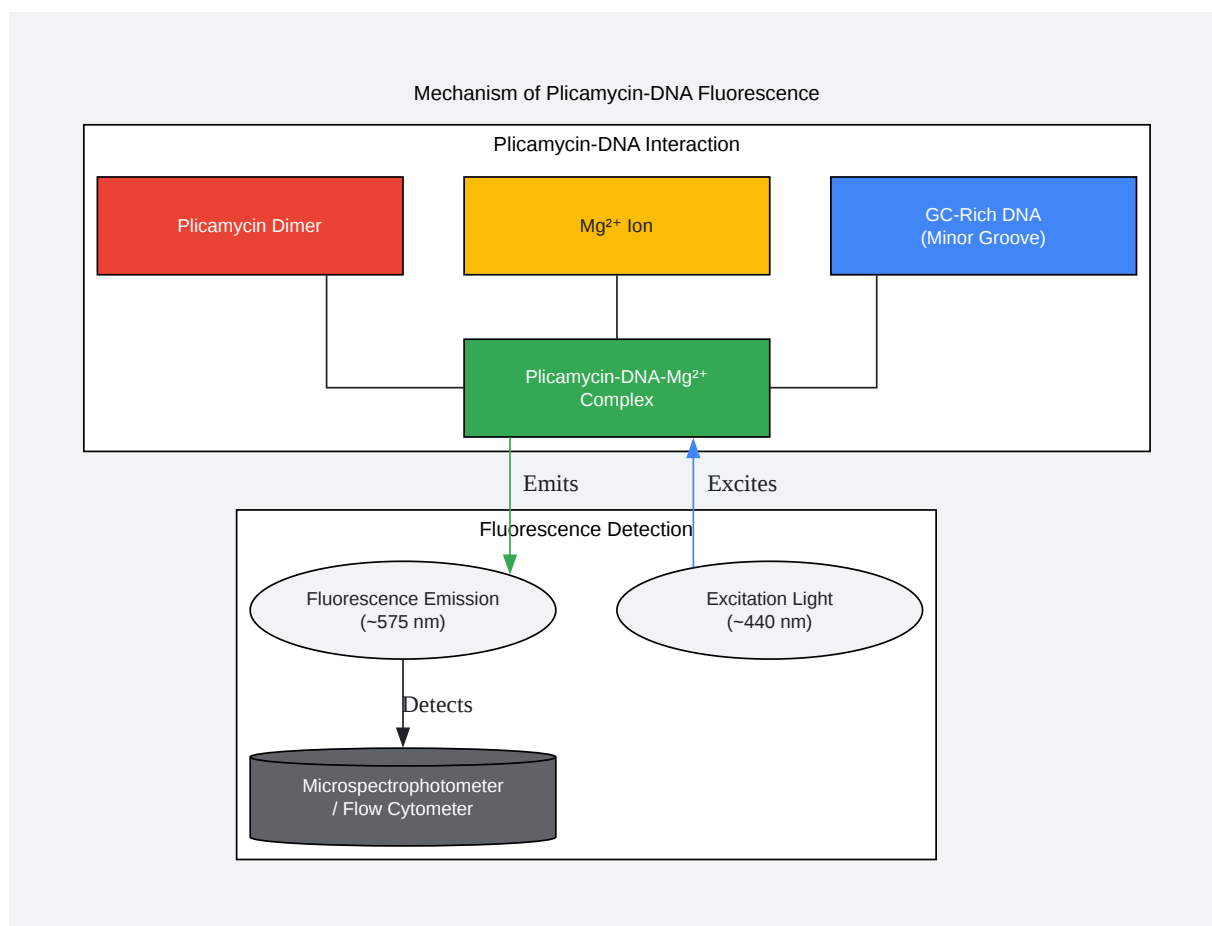 Mechanism of Plicamycin-DNA Fluorescence
Plicamycin-DNA Interaction
Plicamycin Dimer
Mg²⁺ Ion
GC-Rich DNA
(Minor Groove)
Plicamycin-DNA-Mg²⁺
Complex
Emits
Excites
Fluorescence Detection
Fluorescence Emission
(~575 nm)
Excitation Light
(~440 nm)
Detects
Microspectrophotometer
/ Flow Cytometer